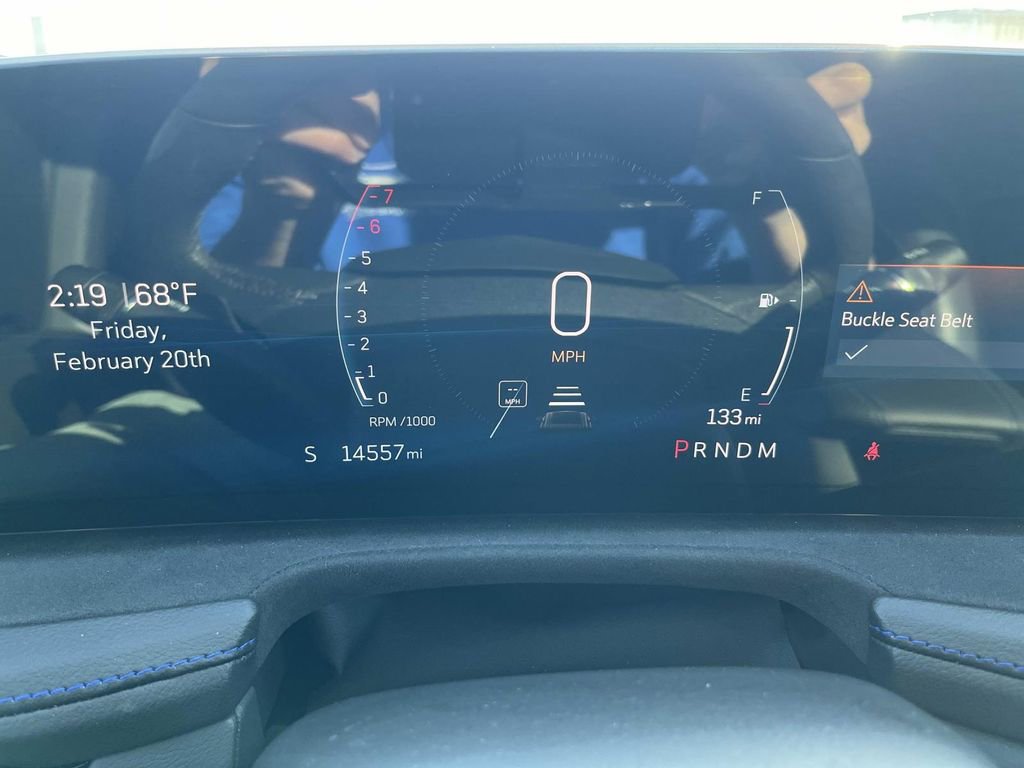 2:19 | 68°F
Friday,
February 20th
7
6
5
4
3
2
1
0
RPM /1000
S 14557 mi
0
MPH
-- MPH
F
E
133 mi
PRNDM
Buckle Seat Belt